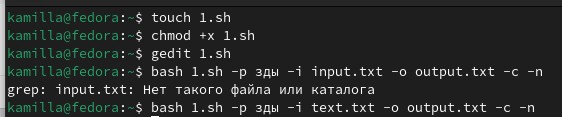 kamilla@fedora:~$ touch 1.sh
kamilla@fedora:~$ chmod +x 1.sh
kamilla@fedora:~$ gedit 1.sh
kamilla@fedora:~$ bash 1.sh -p зды -i input.txt -o output.txt -c -n
grep: input.txt: Нет такого файла или каталога
kamilla@fedora:~$ bash 1.sh -p зды -i text.txt -o output.txt -c -n